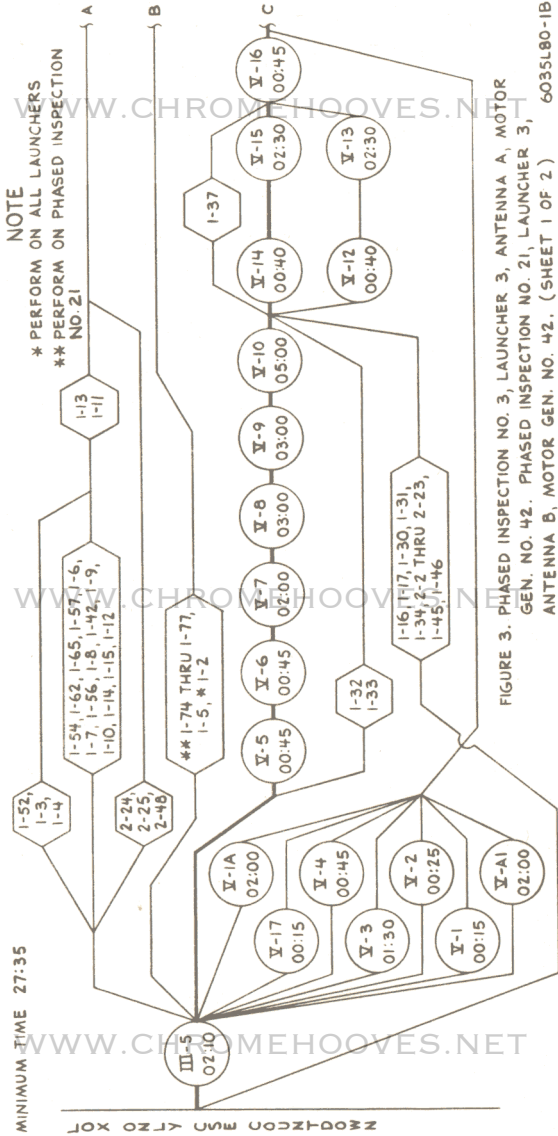 MINIMUM TIME 27:35
NOTE
* PERFORM ON ALL LAUNCHERS
** PERFORM ON PHASED INSPECTION
NO. 21
LOX ONLY CSE COUNTDOWN
III-5
02:10
1-52,
1-3,
1-4
1-54, 1-62, 1-65, 1-57, 1-6,
1-7, 1-56, 1-8, 1-42, 1-9,
1-10, 1-14, 1-15, 1-12
1-13
1-11
A
2-24,
2-25,
2-48
B
** 1-74 THRU 1-77,
1-5, * 1-2
V-1A
02:00
V-17
00:15
V-4
00:45
V-3
01:30
V-2
00:25
V-1
00:15
V-A1
02:00
V-5
00:45
V-6
00:45
V-7
02:00
V-8
03:00
V-9
03:00
V-10
05:00
V-14
00:40
V-15
02:30
V-16
00:45
C
1-37
V-12
00:40
V-13
02:30
1-32
1-33
1-16, 1-17, 1-30, 1-31,
1-34, 2-2 THRU 2-23,
1-45, 1-46
FIGURE 3. PHASED INSPECTION NO. 3, LAUNCHER 3, ANTENNA A, MOTOR
GEN. NO. 42. PHASED INSPECTION NO. 21, LAUNCHER 3,
ANTENNA B, MOTOR GEN. NO. 42. (SHEET 1 OF 2)
6035L80-1B
WWW.CHROMEHOOVES.NET
WWW.CHROMEHOOVES.NET
WWW.CHROMEHOOVES.NET